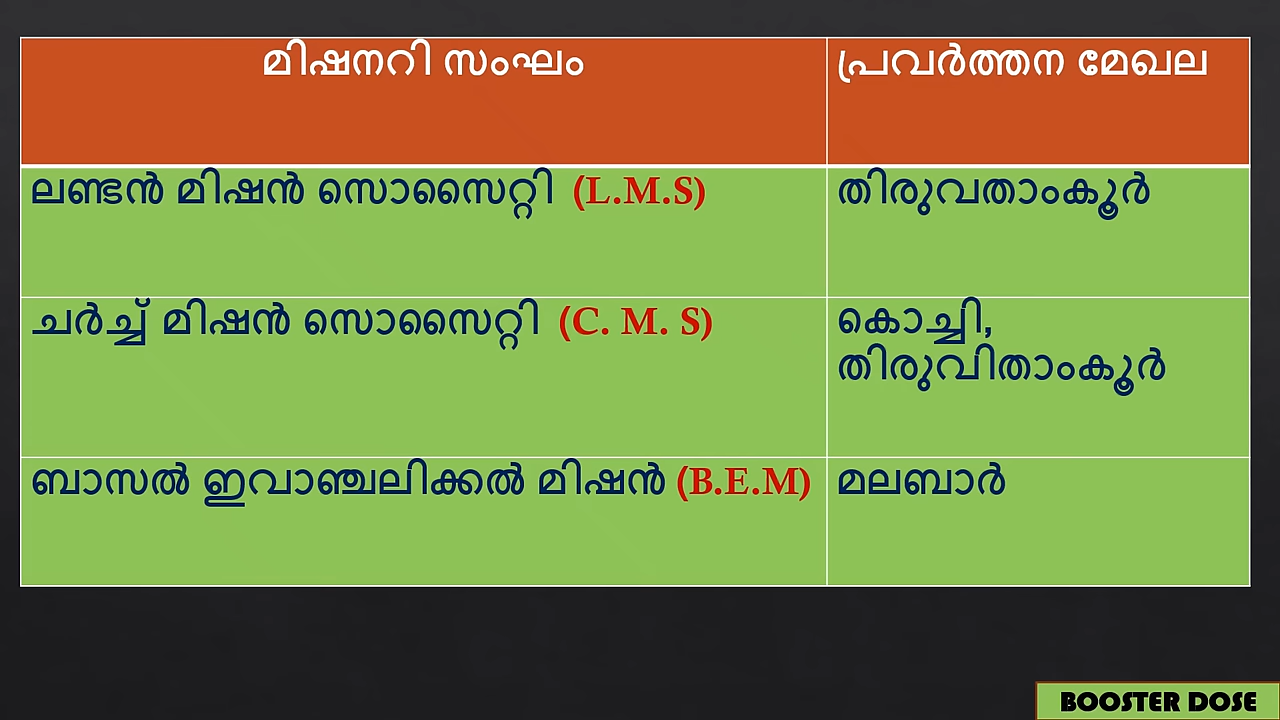 മിഷനറി സംഘം
പ്രവർത്തന മേഖല
ലണ്ടൻ മിഷൻ സൊസൈറ്റി (L.M.S)
തിരുവതാംകൂർ
ചർച്ച് മിഷൻ സൊസൈറ്റി (C. M. S)
കൊച്ചി,
തിരുവിതാംകൂർ
ബാസൽ ഇവാഞ്ചലിക്കൽ മിഷൻ (B.E.M)
മലബാർ
BOOSTER DOSE